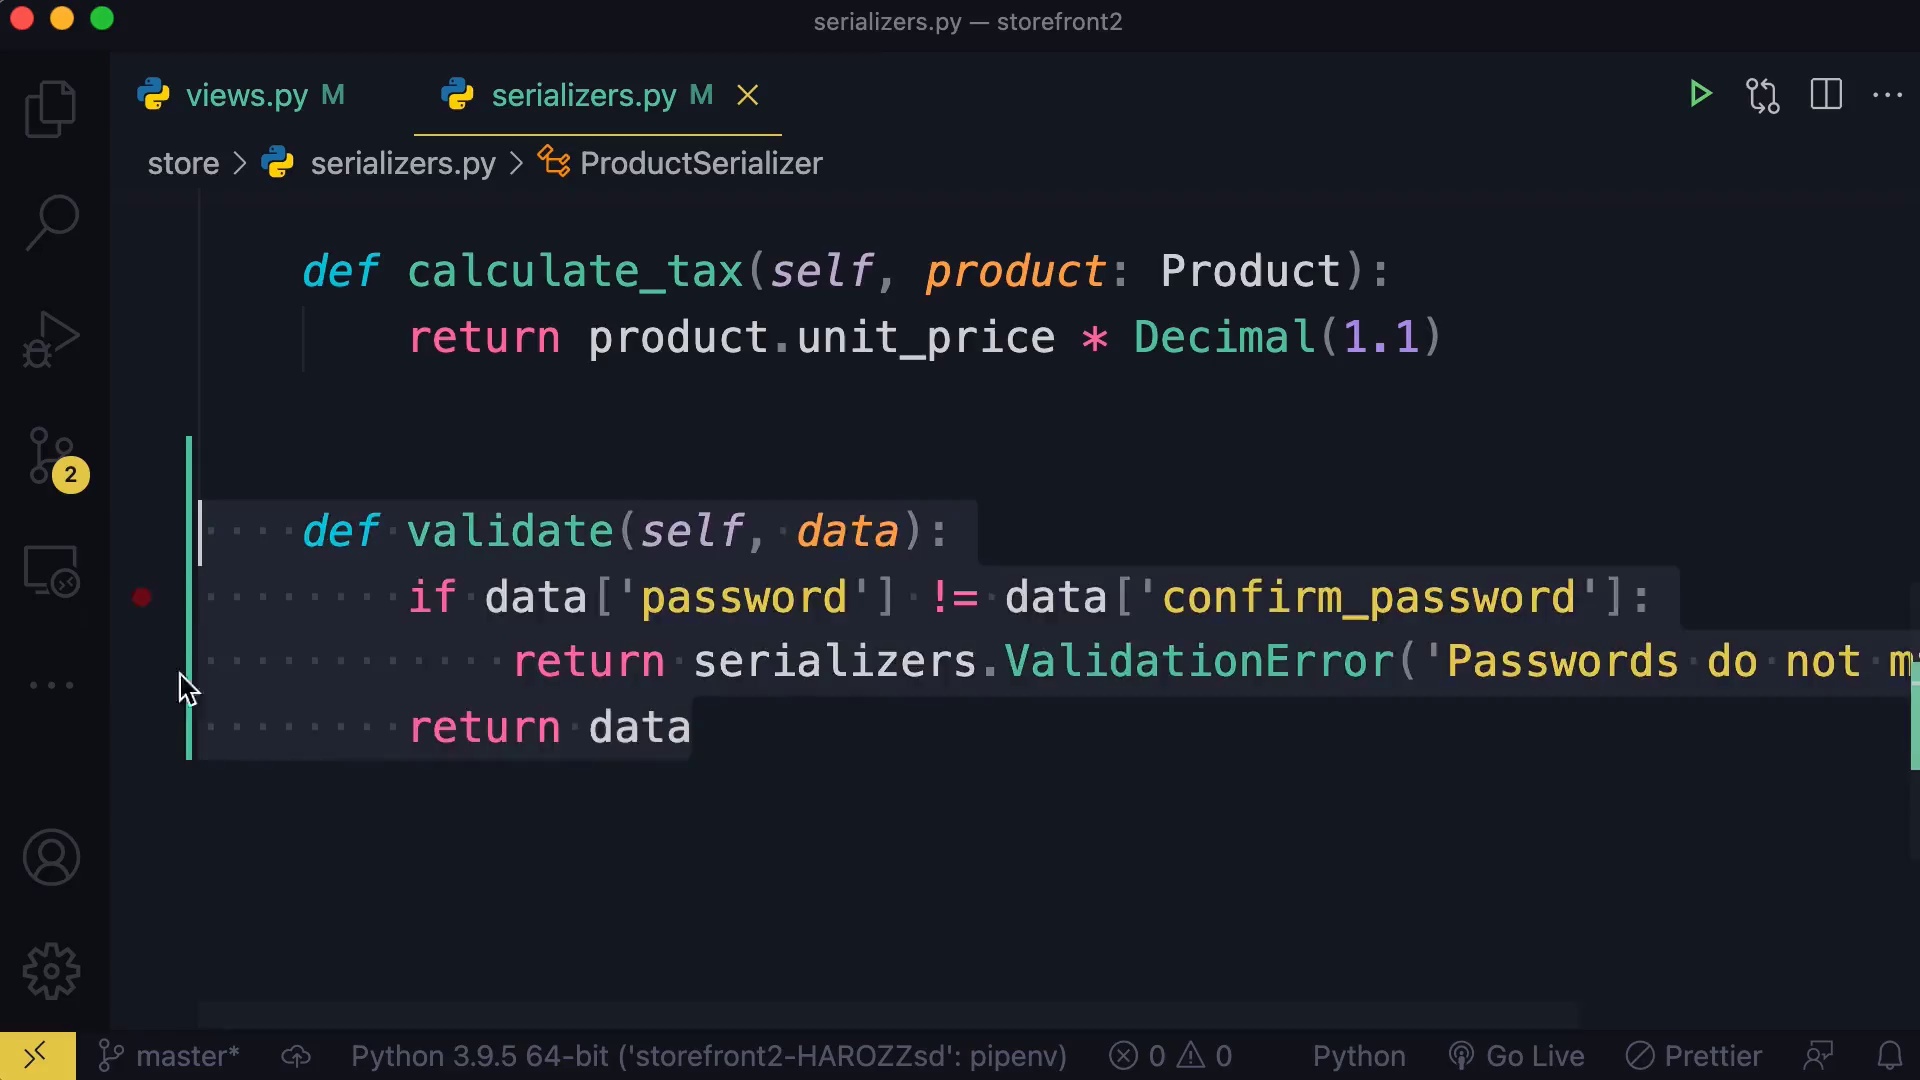 serializers.py — storefront2
views.py M
serializers.py M
store > serializers.py > ProductSerializer
def calculate_tax(self, product: Product):
return product.unit_price * Decimal(1.1)
def validate(self, data):
if data['password'] != data['confirm_password']:
return serializers.ValidationError('Passwords do not
return data
2
master*
Python 3.9.5 64-bit ('storefront2-HAROZZsd': pipenv)
0
0
Python
Go Live
Prettier